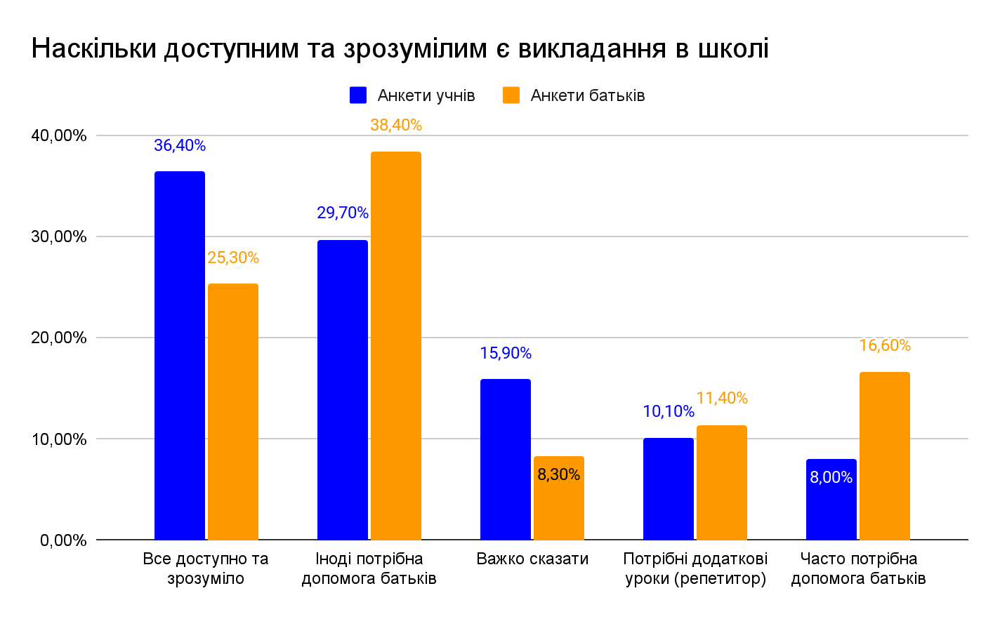 Наскільки доступним та зрозумілим є викладання в школі
Анкети учнів
Анкети батьків
40,00%
30,00%
20,00%
10,00%
0,00%
36,40%
25,30%
29,70%
38,40%
15,90%
8,30%
10,10%
11,40%
8,00%
16,60%
Все доступно та
зрозуміло
Іноді потрібна
допомога батьків
Важко сказати
Потрібні додаткові
уроки (репетитор)
Часто потрібна
допомога батьків